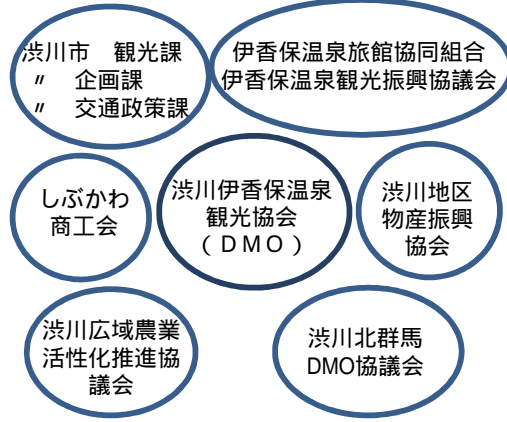 渋川市　観光課
〃　企画課
〃　交通政策課
伊香保温泉旅館協同組合
伊香保温泉観光振興協議会
しぶかわ
商工会
渋川伊香保温泉
観光協会
（ＤＭＯ）
渋川地区
物産振興
協会
渋川広域農業
活性化推進協
議会
渋川北群馬
DMO協議会